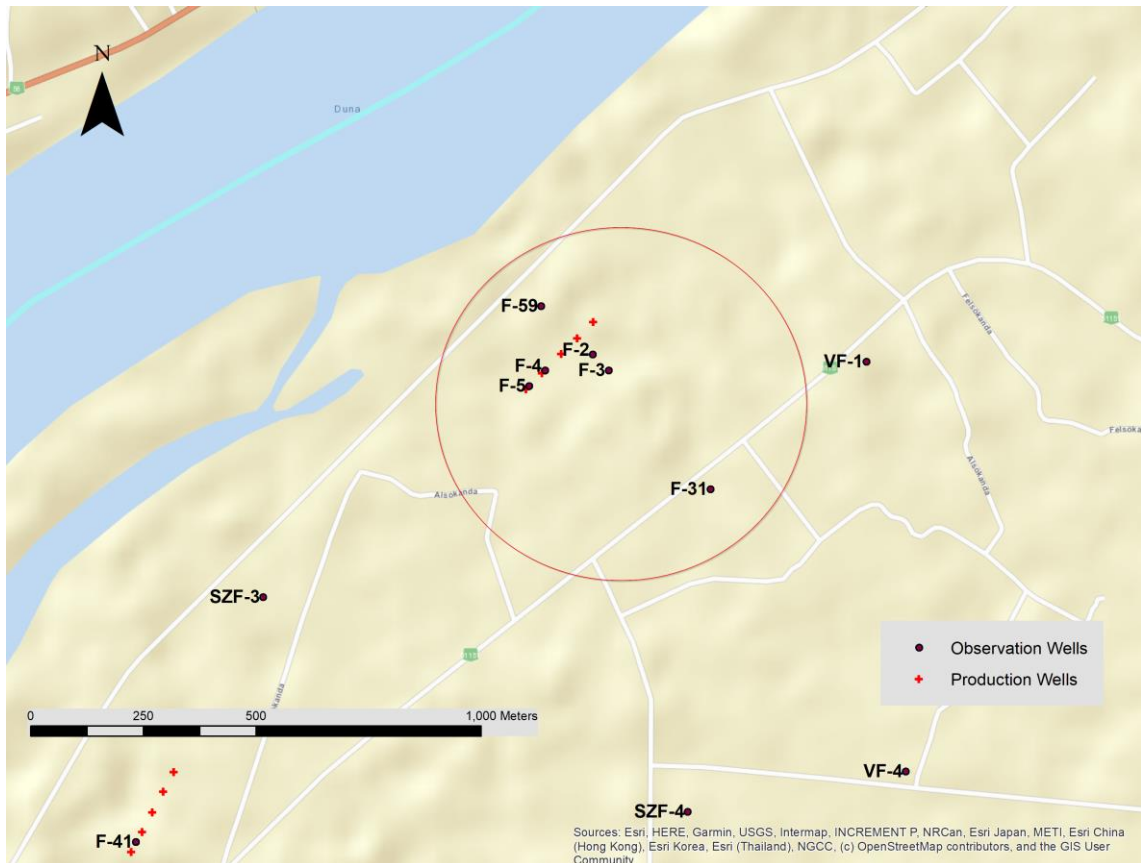 N
Duna
F-59
F-2
F-4
F-3
F-5
VF-1
Felsőkanda
Felsőka
Alsókanda
F-31
Alsókanda
SZF-3
Observation Wells
Production Wells
0 250 500 1,000 Meters
VF-4
SZF-4
F-41
Sources: Esri, HERE, Garmin, USGS, Intermap, INCREMENT P, NRCan, Esri Japan, METI, Esri China
(Hong Kong), Esri Korea, Esri (Thailand), NGCC, (c) OpenStreetMap contributors, and the GIS User
Community